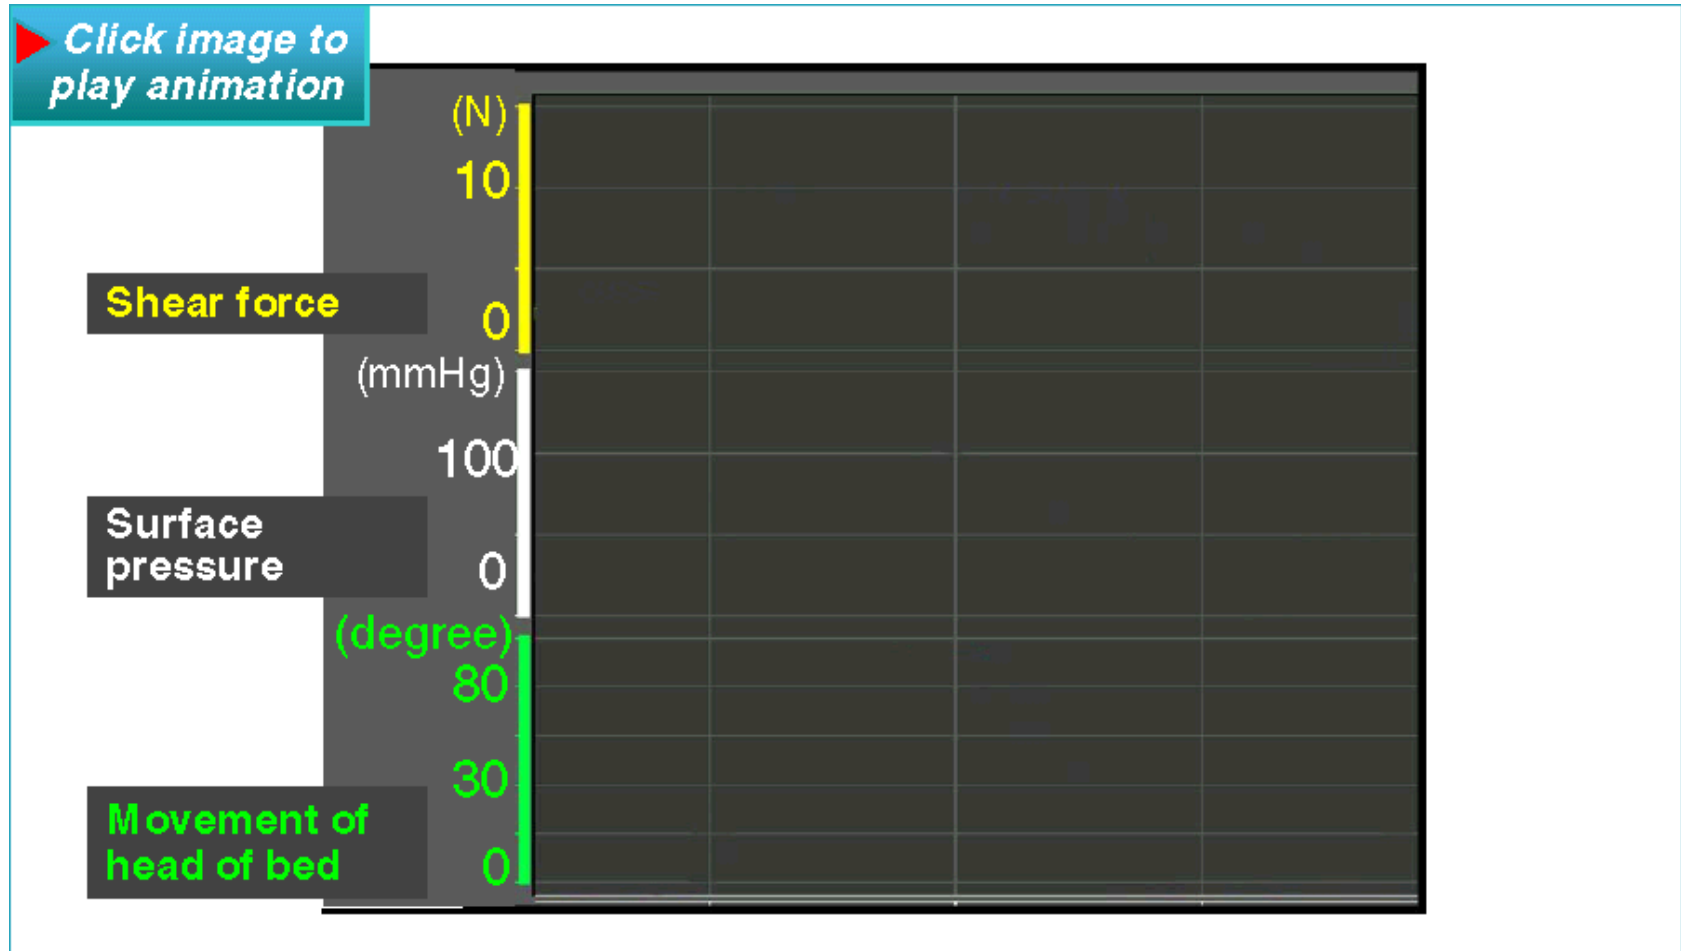 Click image to
play animation
(N)
10
Shear force
0
(mmHg)
100
Surface
pressure
0
(degree)
80
30
Movement of
head of bed
0